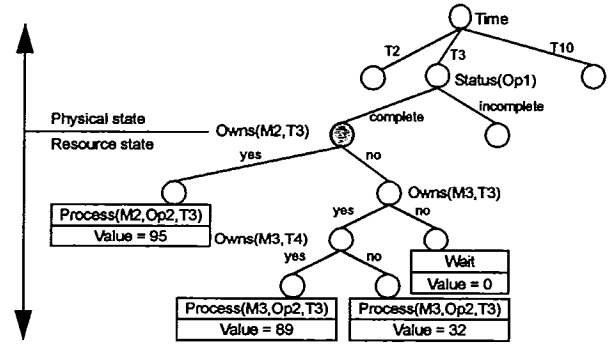 Time
T2
T3
T10
Status(Op1)
Physical state
Owns(M2,T3)
complete
incomplete
Resource state
yes
no
Owns(M3,T3)
Process(M2,Op2,T3)
yes
no
Value = 95
Owns(M3,T4)
Wait
yes
no
Value = 0
Process(M3,Op2,T3)
Process(M3,Op2,T3)
Value = 89
Value = 32